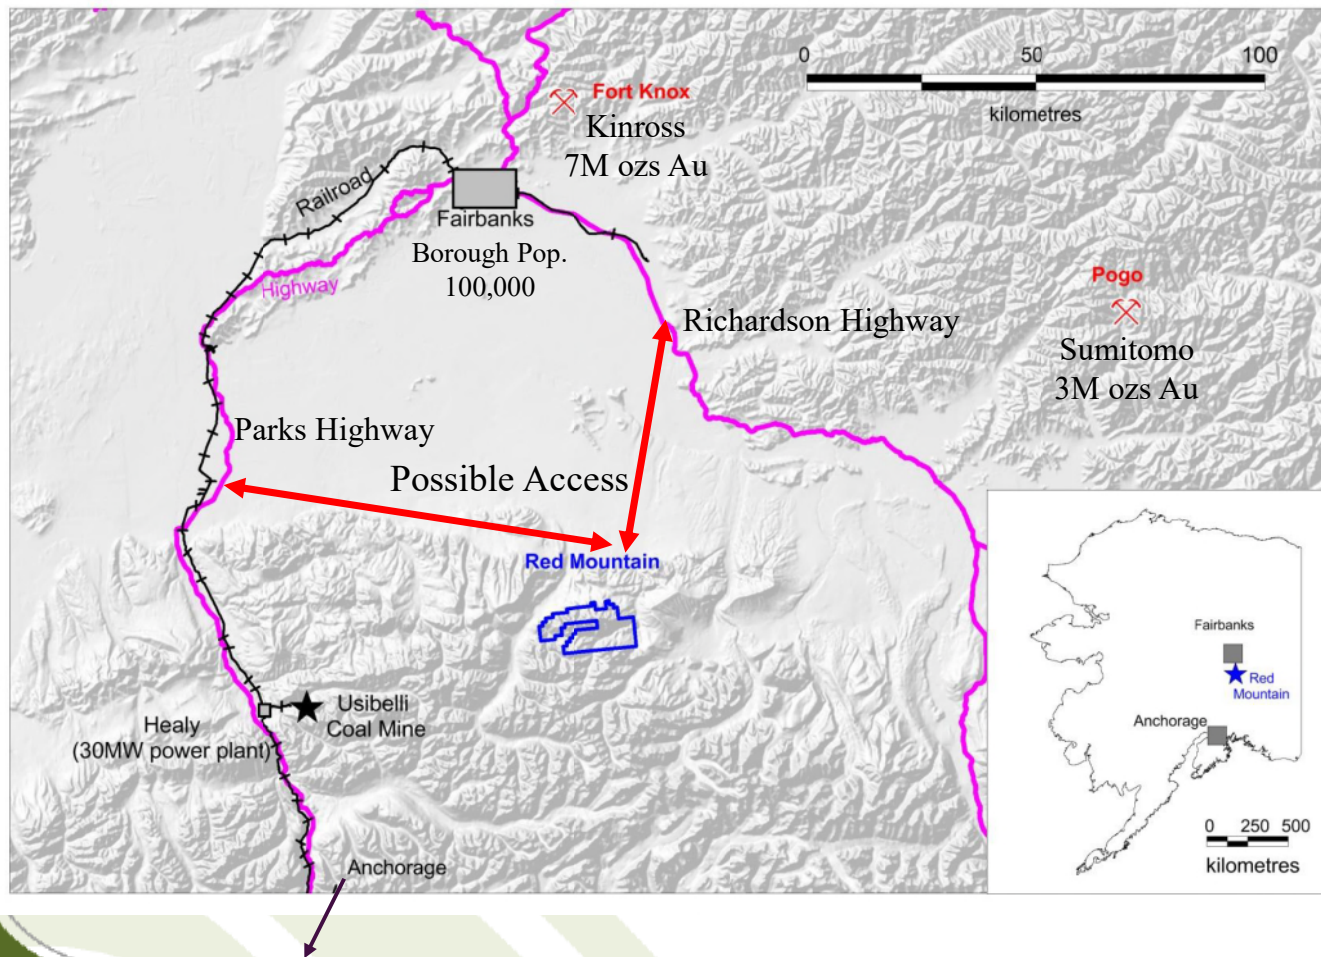 0 50 100
kilometres
Fort Knox
Kinross
7M ozs Au
Railroad
Fairbanks
Borough Pop.
100,000
Highway
Pogo
Sumitomo
3M ozs Au
Richardson Highway
Parks Highway
Possible Access
Red Mountain
Usibelli
Coal Mine
Healy
(30MW power plant)
Anchorage
Fairbanks
Red
Mountain
Anchorage
0 250 500
kilometres